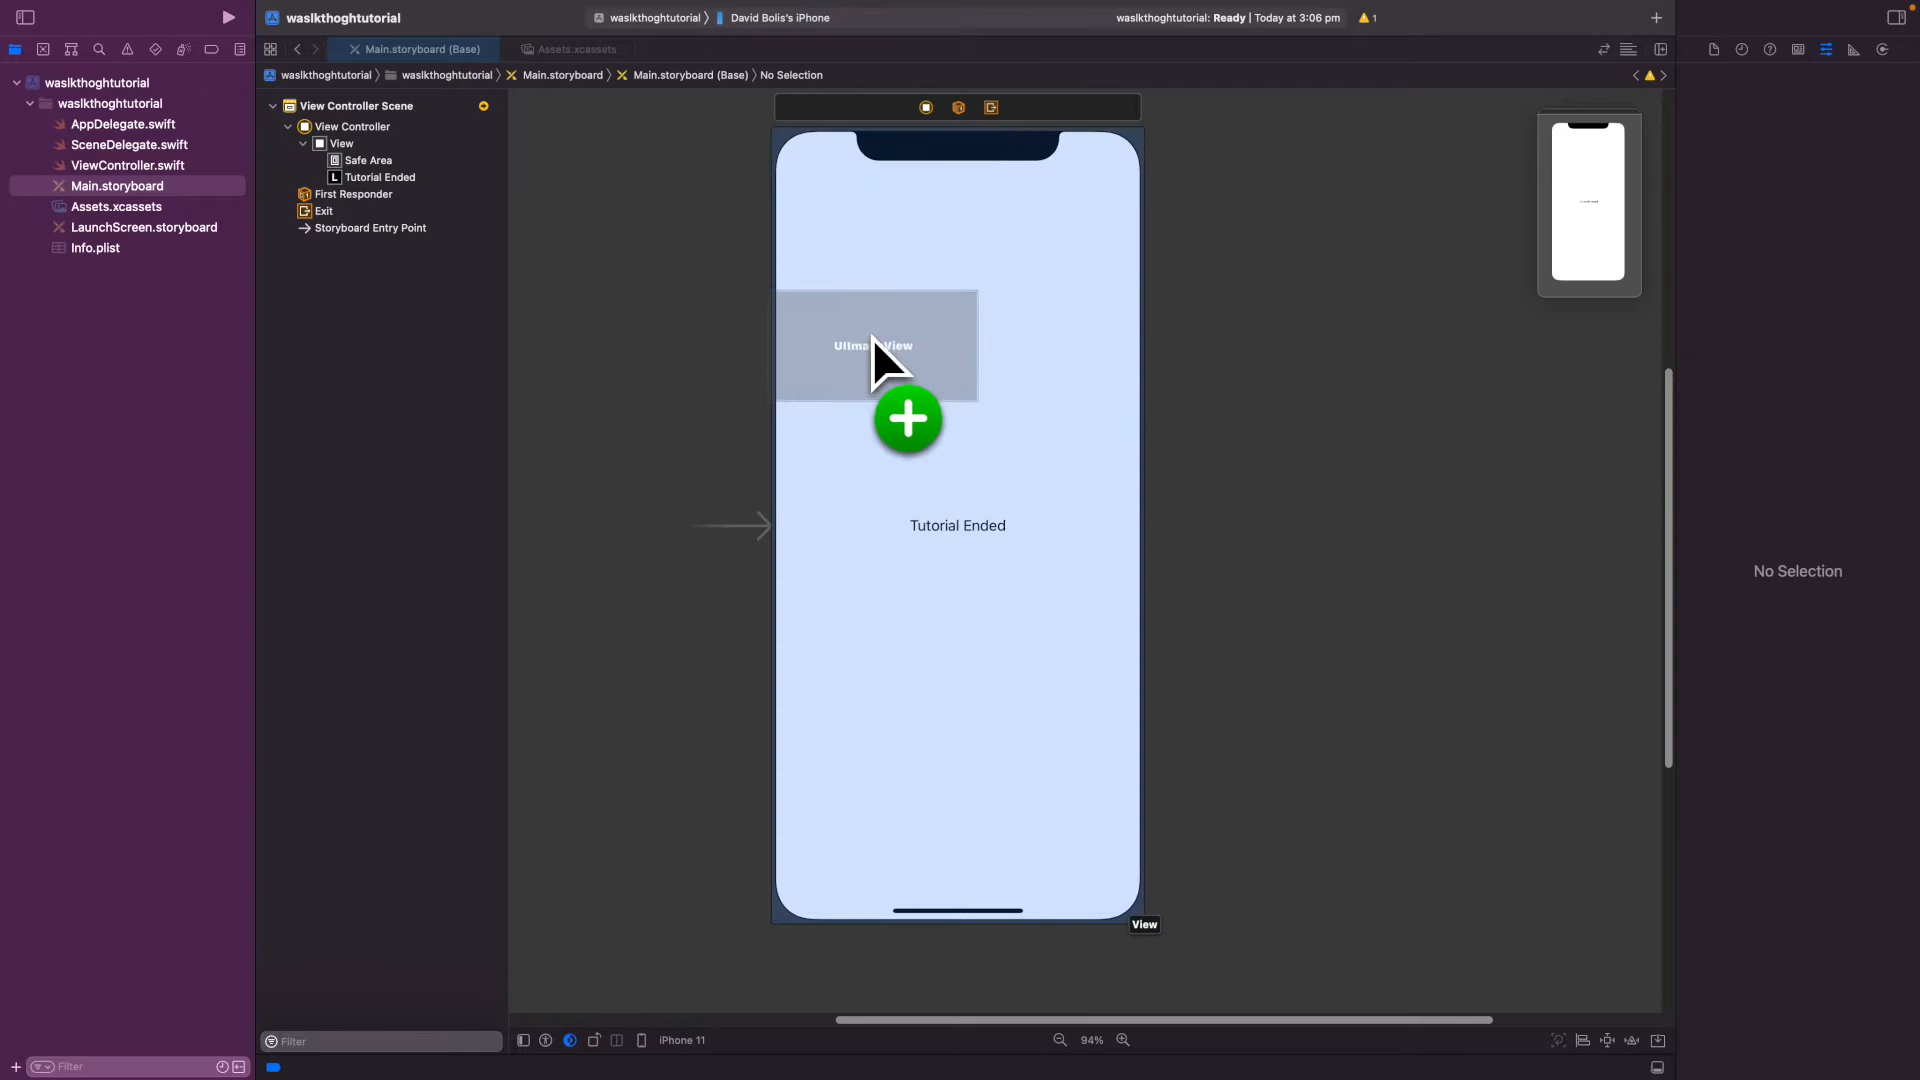 waslkthoghtutorial
waslkthoghtutorial
David Bolis's iPhone
waslkthoghtutorial: Ready | Today at 3:06 pm
1
Main.storyboard (Base)
Assets.xcassets
waslkthoghtutorial
waslkthoghtutorial
Main.storyboard
Main.storyboard (Base)
No Selection
waslkthoghtutorial
waslkthoghtutorial
AppDelegate.swift
SceneDelegate.swift
ViewController.swift
Main.storyboard
Assets.xcassets
LaunchScreen.storyboard
Info.plist
View Controller Scene
View Controller
View
Safe Area
L Tutorial Ended
First Responder
Exit
Storyboard Entry Point
View
Tutorial Ended
View
No Selection
Filter
iPhone 11
94%
Filter